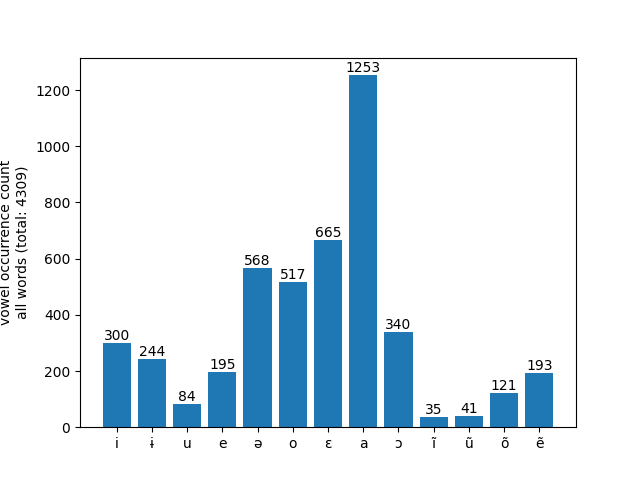 vowel occurrence count
all words (total: 4309)
1200
1000
800
600
400
200
0
300
244
84
195
568
517
665
1253
340
35
41
121
193
i
ɨ
u
e
ə
o
ɛ
a
ɔ
ĩ
ũ
õ
ẽ